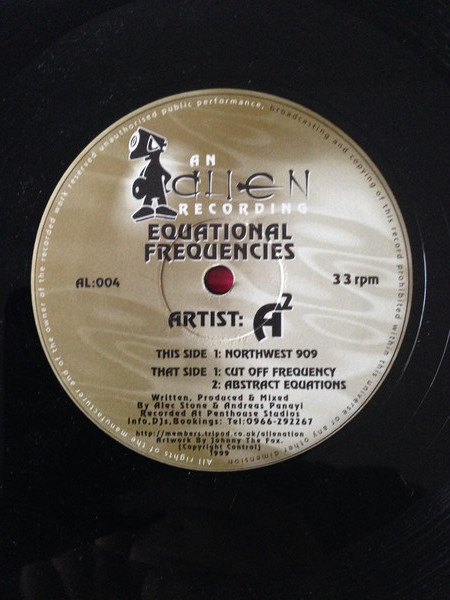 AN
ALIEN
RECORDING
EQUATIONAL
FREQUENCIES
AL:004
33 rpm
ARTIST: A2
THIS SIDE 1: NORTHWEST 909
THAT SIDE 1: CUT OFF FREQUENCY
2: ABSTRACT EQUATIONS
Written, Produced & Mixed
By Alec Stone & Andreas Panayi
Recorded At Penthouse Studios
Info,DJs,Bookings: Tel:0966-292267
http://members.tripod.co.uk/alienation
Artwork By Johnny The Fox.
(Copyright Control)
1999
All rights of the manufacturer and of the owner of the recorded work reserved unauthorised public performance, broadcasting and copying of this record prohibited within this universe or any other dimension